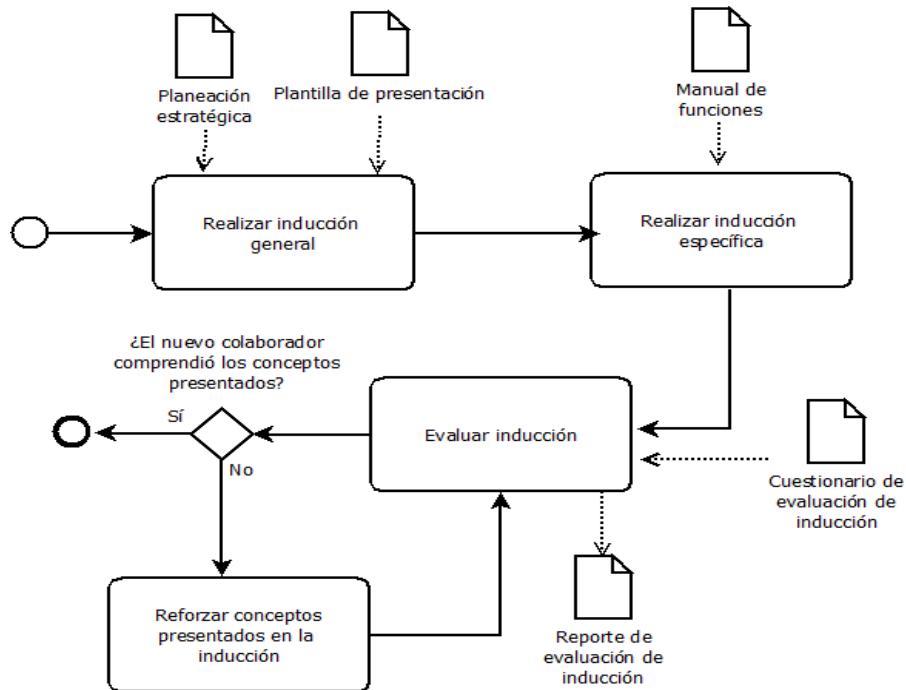 Planeación
estratégica
Plantilla de presentación
Manual de
funciones
Realizar inducción
general
Realizar inducción
específica
¿El nuevo colaborador
comprendió los conceptos
presentados?
Sí
No
Evaluar inducción
Cuestionario de
evaluación de
inducción
Reforzar conceptos
presentados en la
inducción
Reporte de
evaluación de
inducción